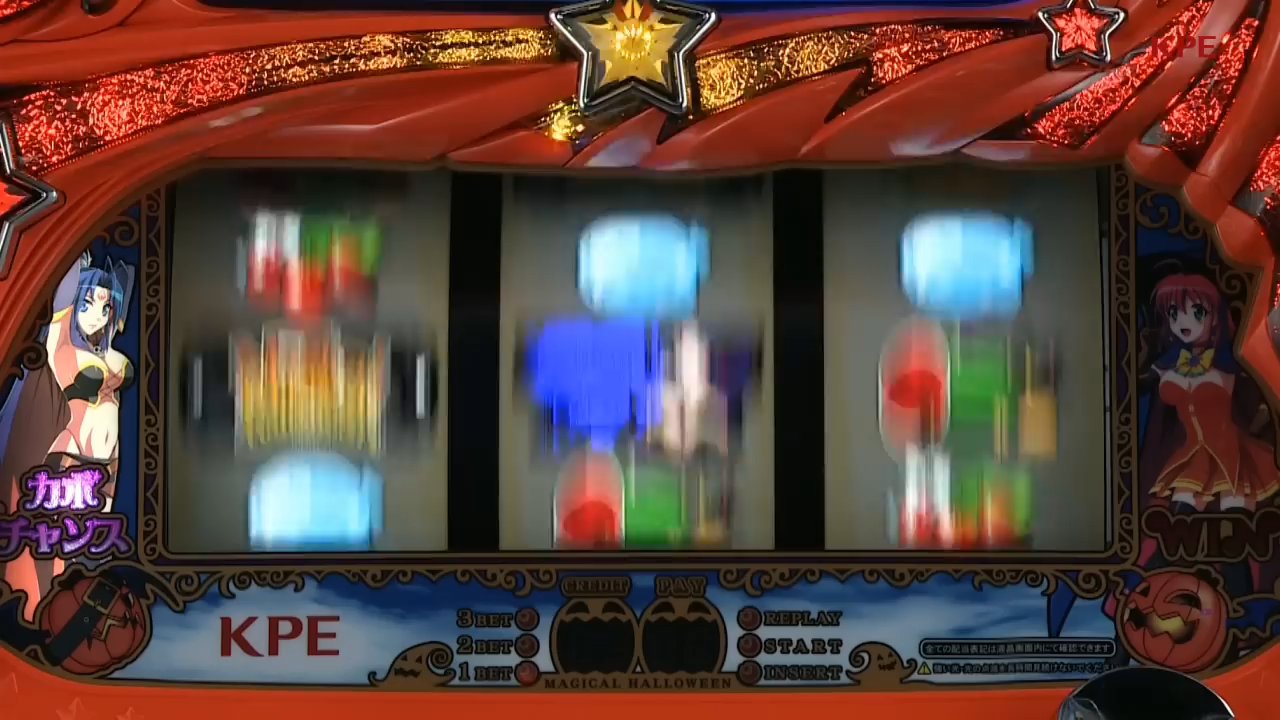 KPE
カボ
チャンス
WIN
KPE
CREDIT PAY
3 BET
2 BET
1 BET
REPLAY
START
INSERT
MAGICAL HALLOWEEN
全ての配当表記は液晶画面内にて確認できます